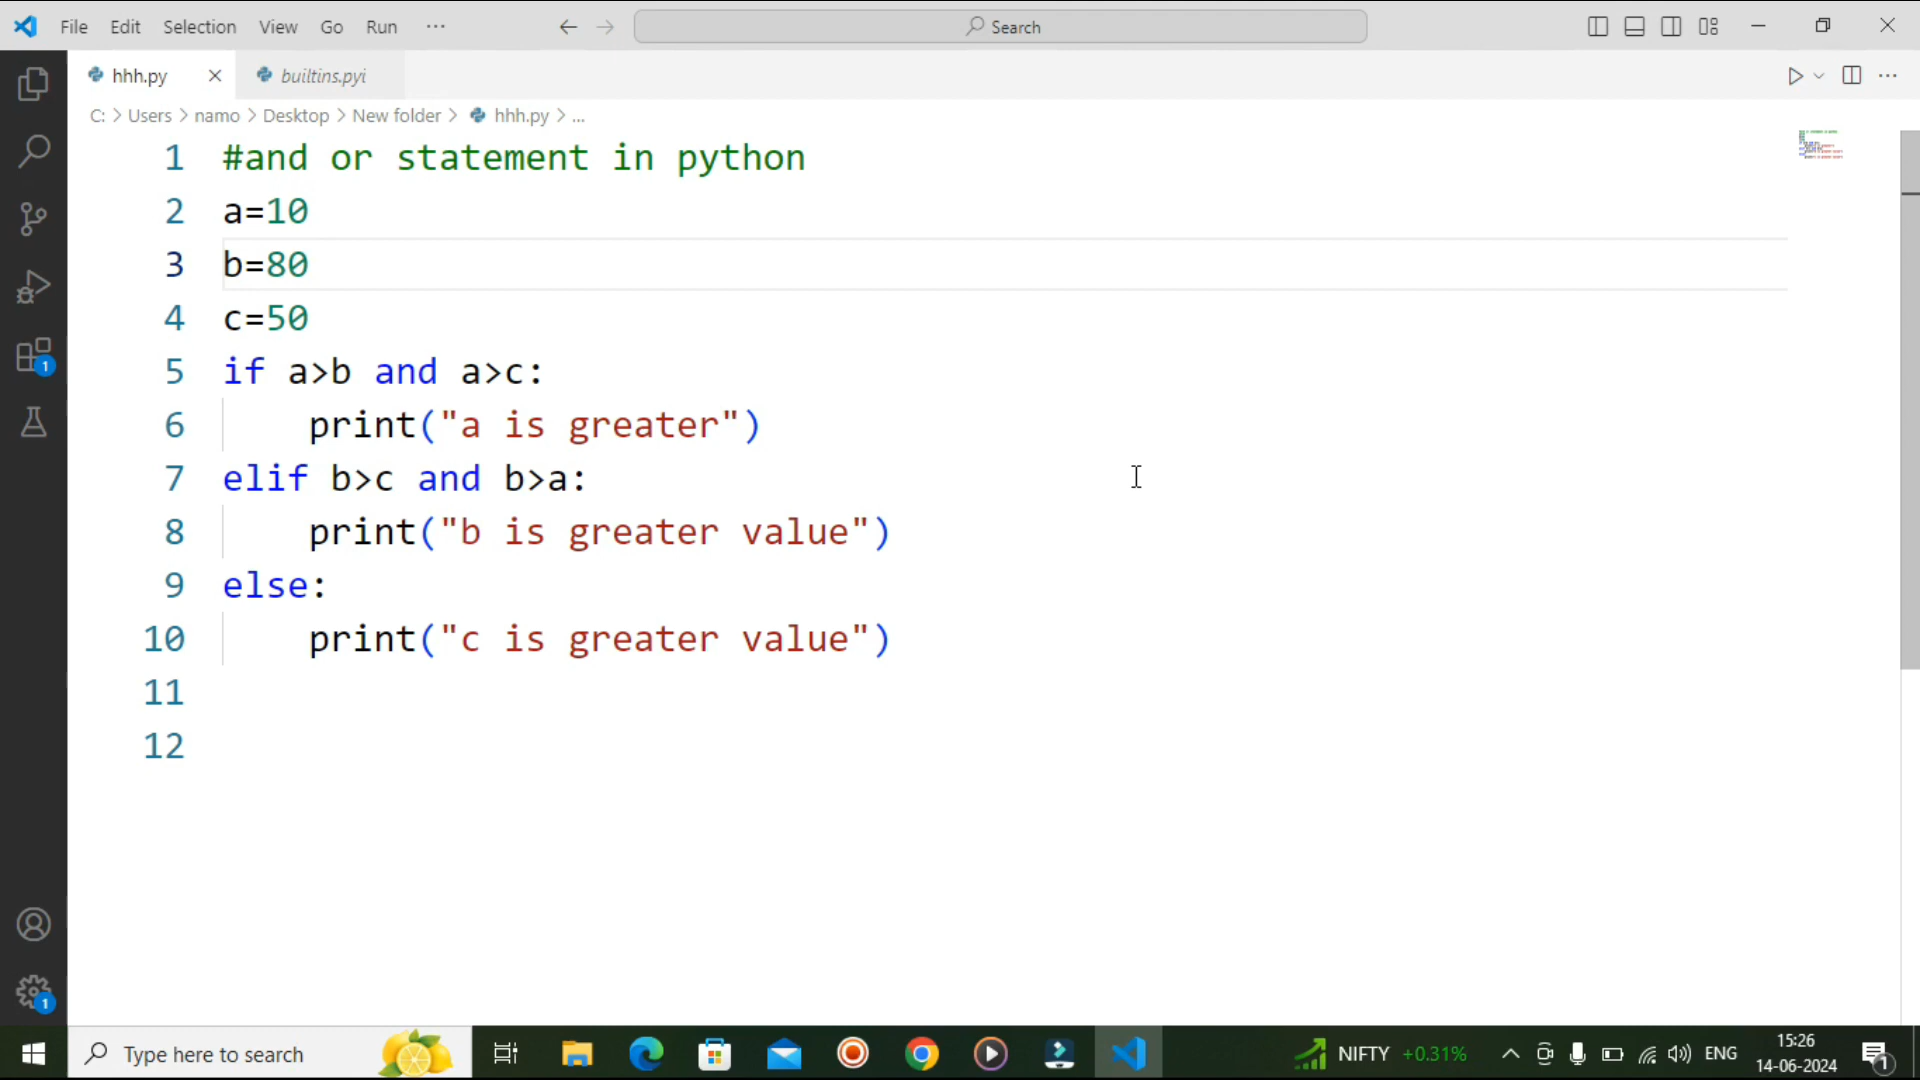 File Edit Selection View Go Run ··· Search
hhh.py builtins.pyi
C: > Users > namo > Desktop > New folder > hhh.py > ...
1 #and or statement in python
2 a=10
3 b=80
4 c=50
5 if a>b and a>c:
6     print("a is greater")
7 elif b>c and b>a:
8     print("b is greater value")
9 else:
10     print("c is greater value")
11
12
1
1
Type here to search NIFTY +0.31% ENG 15:26
14-06-2024 1